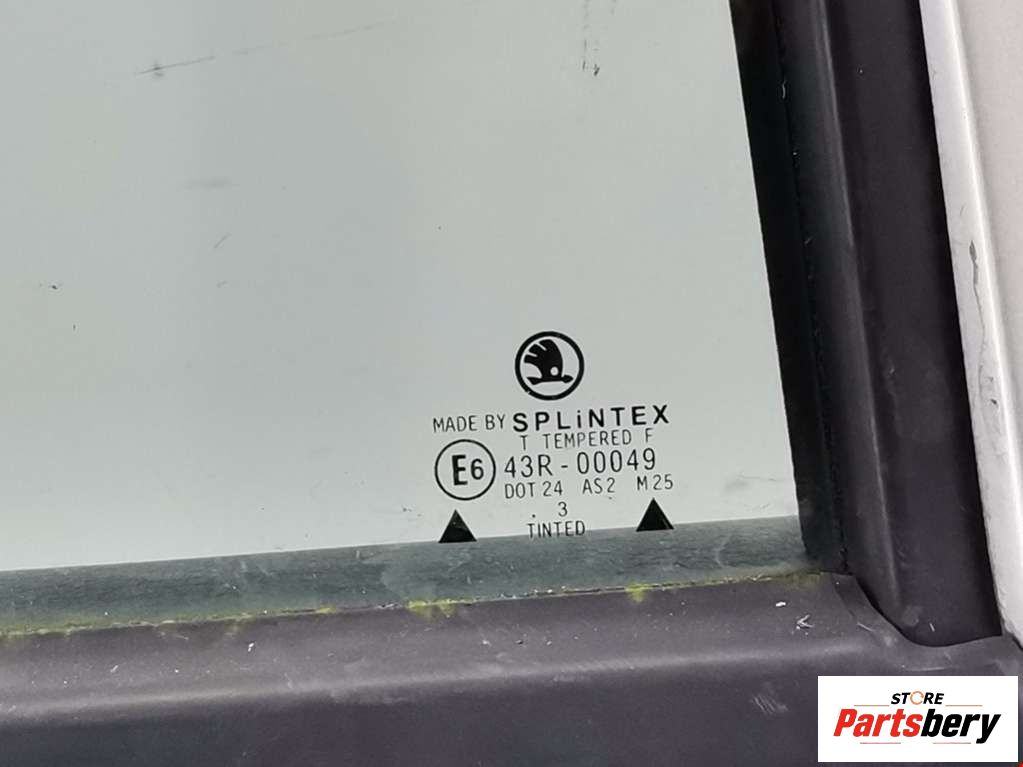 MADE BY SPLiNTEX
T TEMPERED F
E6 43R-00049
DOT 24 AS2 M25
. 3
TINTED
STORE
Partsbery